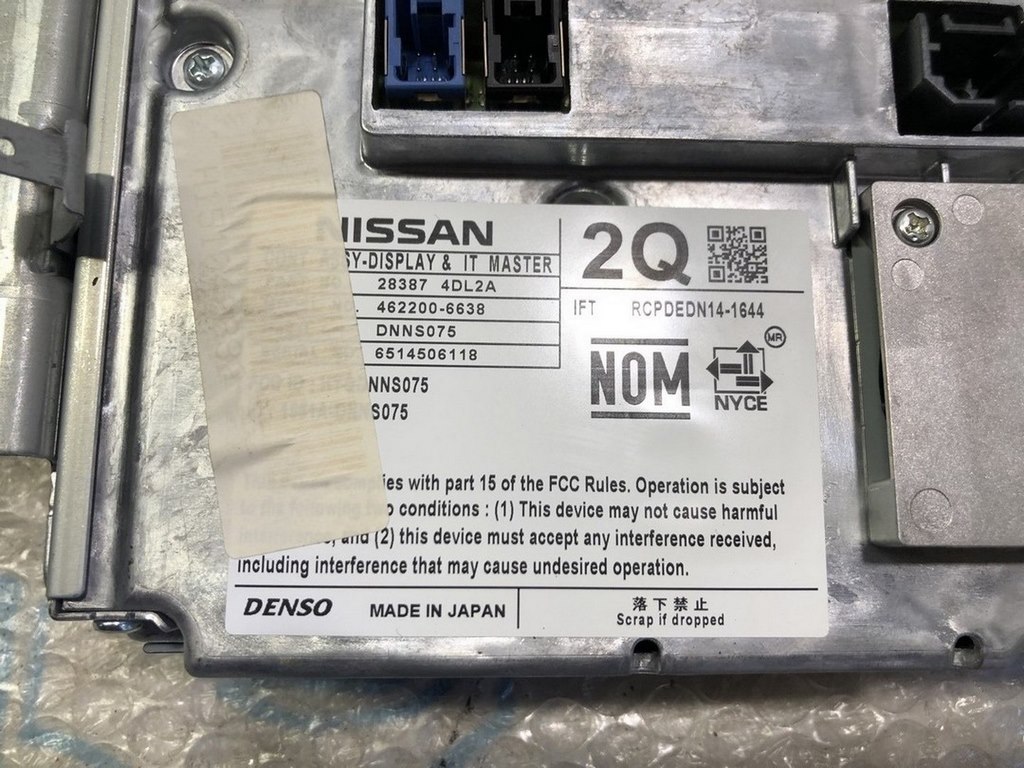 NISSAN
SY-DISPLAY & IT MASTER
28387 4DL2A
462200-6638
DNNS075
6514506118
NNS075
S075
2Q
IFT RCPDEDN14-1644
NOM
MR
NYCE
ies with part 15 of the FCC Rules. Operation is subject
conditions : (1) This device may not cause harmful
and (2) this device must accept any interference received,
including interference that may cause undesired operation.
DENSO MADE IN JAPAN
落下禁止
Scrap if dropped